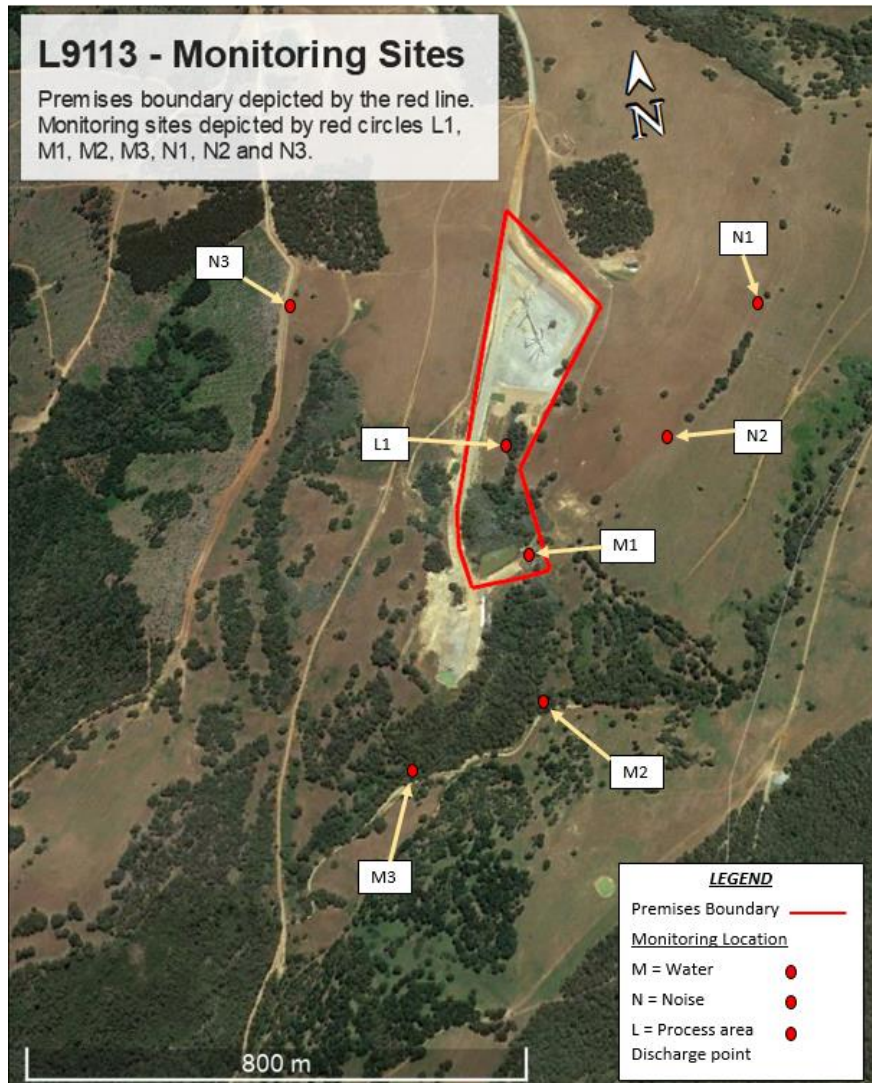 L9113 - Monitoring Sites
Premises boundary depicted by the red line.
Monitoring sites depicted by red circles L1,
M1, M2, M3, N1, N2 and N3.
N
N3
N1
L1
N2
M1
M2
M3
LEGEND
Premises Boundary
Monitoring Location
M = Water
N = Noise
L = Process area
Discharge point
800 m